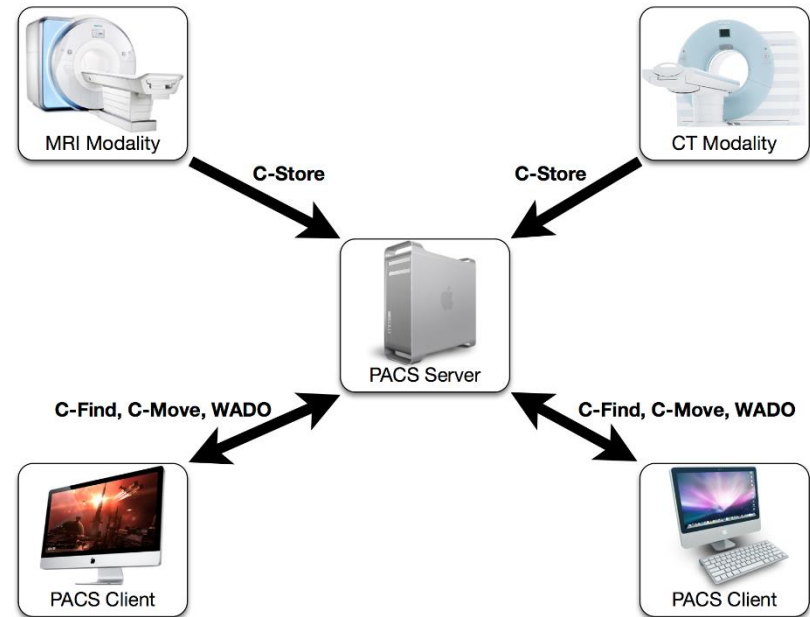 MRI Modality
CT Modality
C-Store
C-Store
PACS Server
C-Find, C-Move, WADO
C-Find, C-Move, WADO
PACS Client
PACS Client